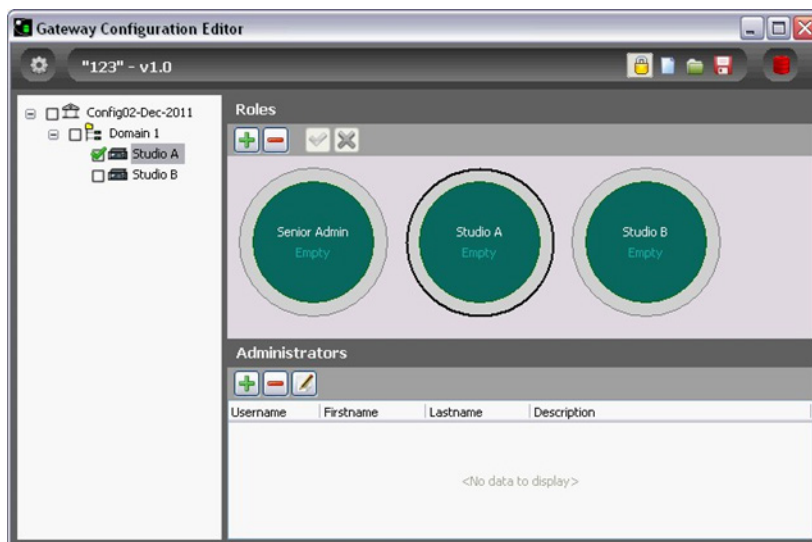 Gateway Configuration Editor
"123" - v1.0
Config02-Dec-2011
Domain 1
Studio A
Studio B
Roles
Senior Admin
Empty
Studio A
Empty
Studio B
Empty
Administrators
Username Firstname Lastname Description
<No data to display>